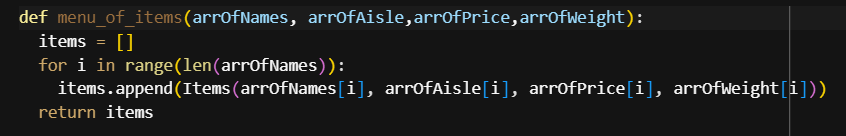 def menu_of_items(arrOfNames, arrOfAisle,arrOfPrice,arrOfWeight):
  items = []
  for i in range(len(arrOfNames)):
    items.append(Items(arrOfNames[i], arrOfAisle[i], arrOfPrice[i], arrOfWeight[i]))
  return items